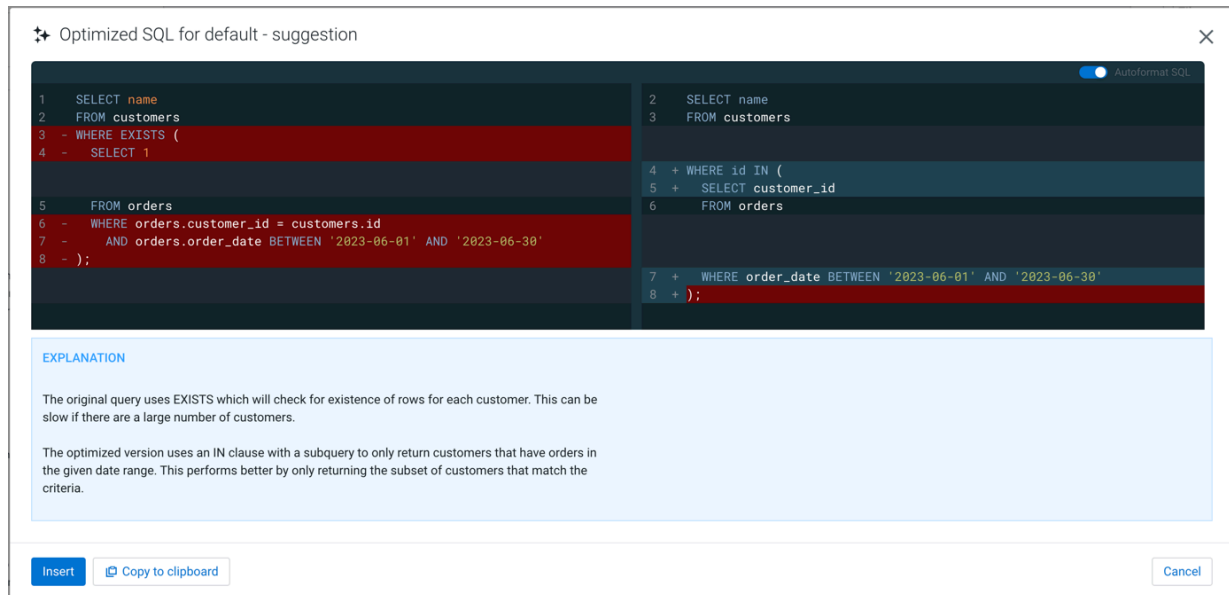 Optimized SQL for default - suggestion
Autoformat SQL
1 SELECT name
2 FROM customers
3 - WHERE EXISTS (
4 - SELECT 1
5 FROM orders
6 - WHERE orders.customer_id = customers.id
7 - AND orders.order_date BETWEEN '2023-06-01' AND '2023-06-30'
8 - );
2 SELECT name
3 FROM customers
4 + WHERE id IN (
5 + SELECT customer_id
6 FROM orders
7 + WHERE order_date BETWEEN '2023-06-01' AND '2023-06-30'
8 + );
EXPLANATION
The original query uses EXISTS which will check for existence of rows for each customer. This can be
slow if there are a large number of customers.
The optimized version uses an IN clause with a subquery to only return customers that have orders in
the given date range. This performs better by only returning the subset of customers that match the
criteria.
Insert
Copy to clipboard
Cancel